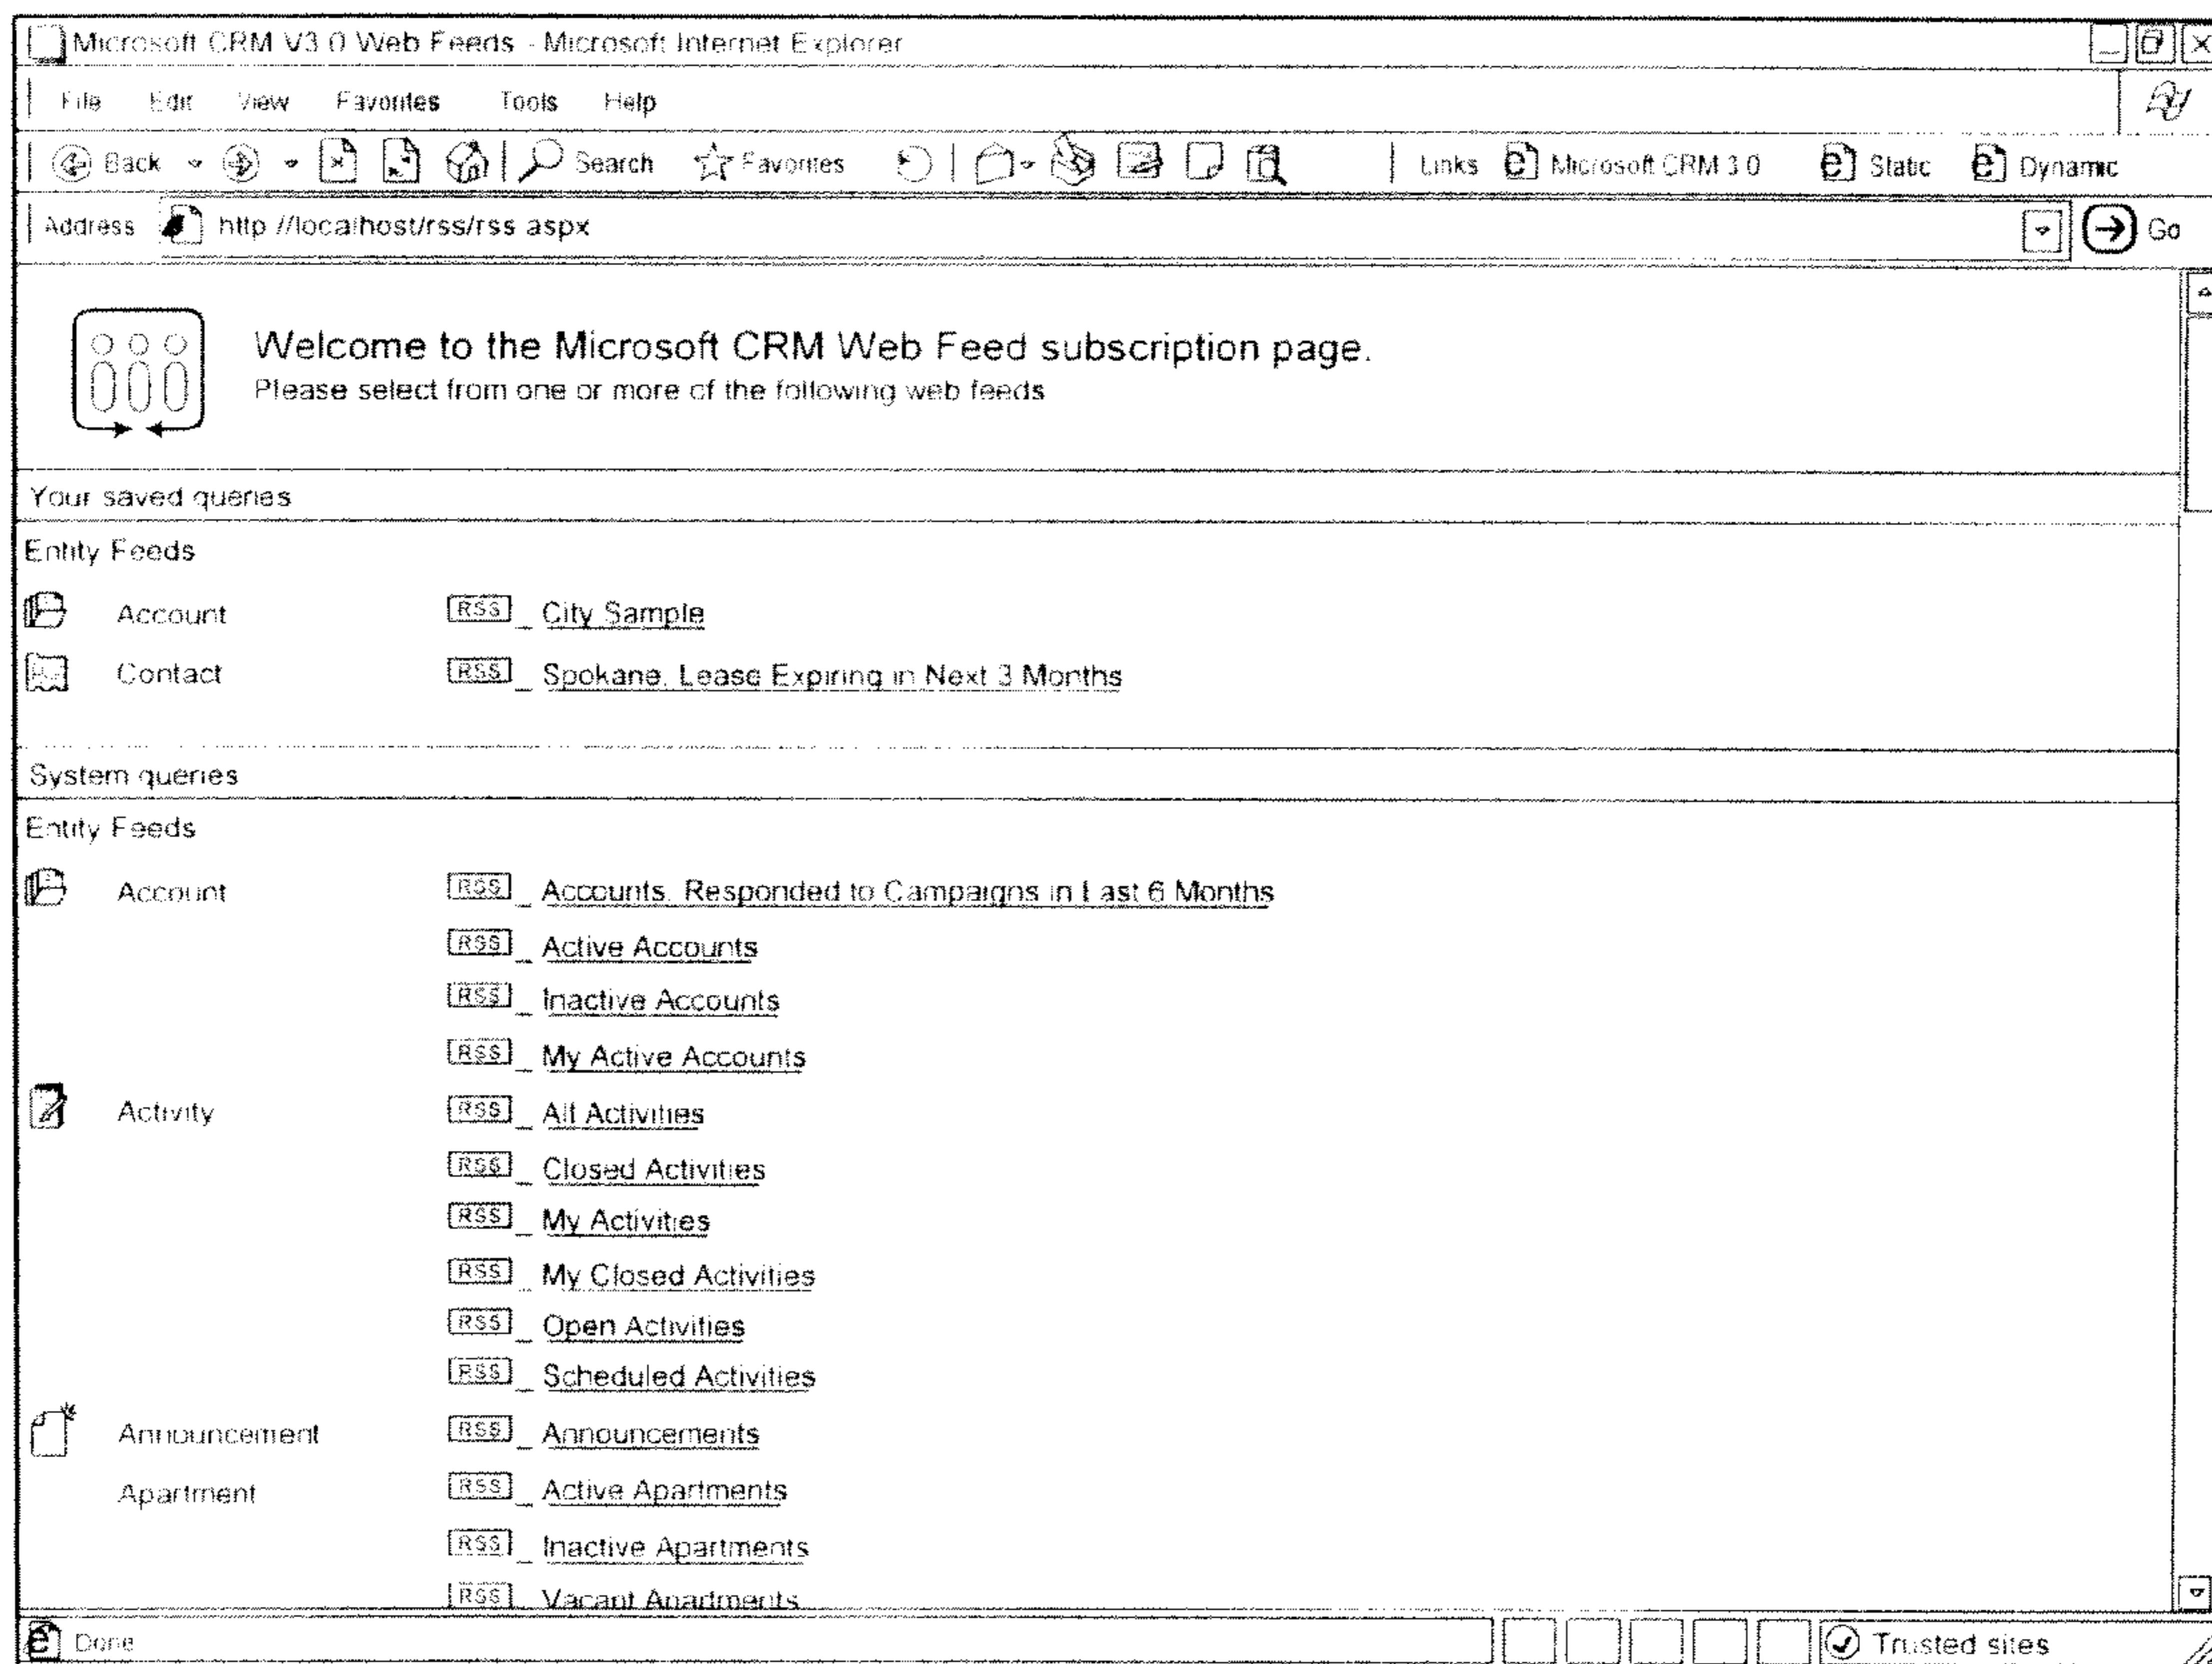 Microsoft CRM V3.0 Web Feeds - Microsoft Internet Explorer
File Edit View Favorites Tools Help
Back Search Favorites Links Microsoft CRM 3.0 Static Dynamic
Address http //localhost/rss/rss aspx Go
Welcome to the Microsoft CRM Web Feed subscription page.
Please select from one or more of the following web feeds
Your saved queries
Entity Feeds
Account RSS City Sample
Contact RSS Spokane. Lease Expiring in Next 3 Months
System queries
Entity Feeds
Account RSS Accounts. Responded to Campaigns in Last 6 Months
RSS Active Accounts
RSS Inactive Accounts
RSS My Active Accounts
Activity RSS All Activities
RSS Closed Activities
RSS My Activities
RSS My Closed Activities
RSS Open Activities
RSS Scheduled Activities
Announcement RSS Announcements
Apartment RSS Active Apartments
RSS Inactive Apartments
RSS Vacant Apartments
Done Trusted sites